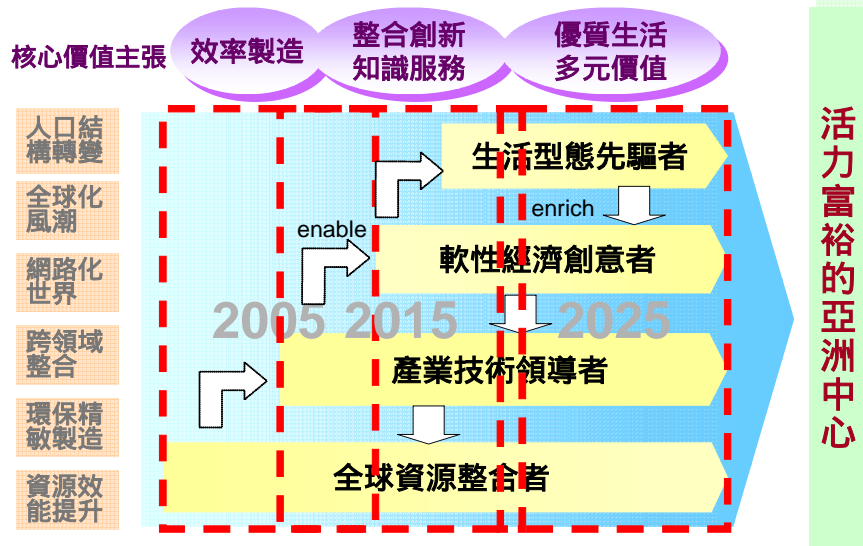 核心價值主張
效率製造
整合創新
知識服務
優質生活
多元價值
人口結
構轉變
全球化
風潮
網路化
世界
跨領域
整合
環保精
敏製造
資源效
能提升
生活型態先驅者
enrich
enable
軟性經濟創意者
2005
2015
2025
產業技術領導者
全球資源整合者
活力富裕的亞洲中心